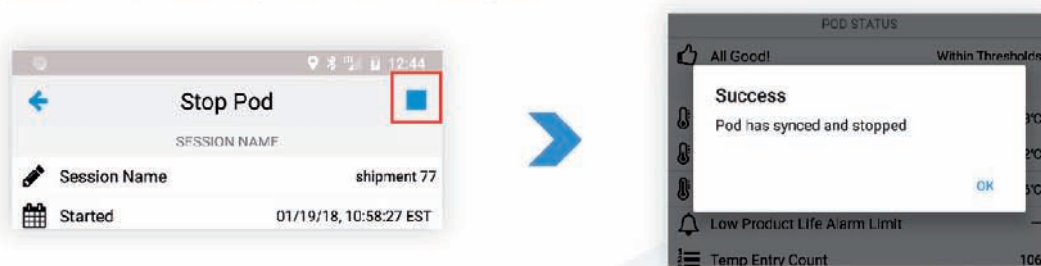 12:44
Stop Pod
SESSION NAME
Session Name shipment 77
Started 01/19/18, 10:58:27 EST
POD STATUS
All Good! Within Thresholds
Success
Pod has synced and stopped
OK
Low Product Life Alarm Limit
Temp Entry Count 106